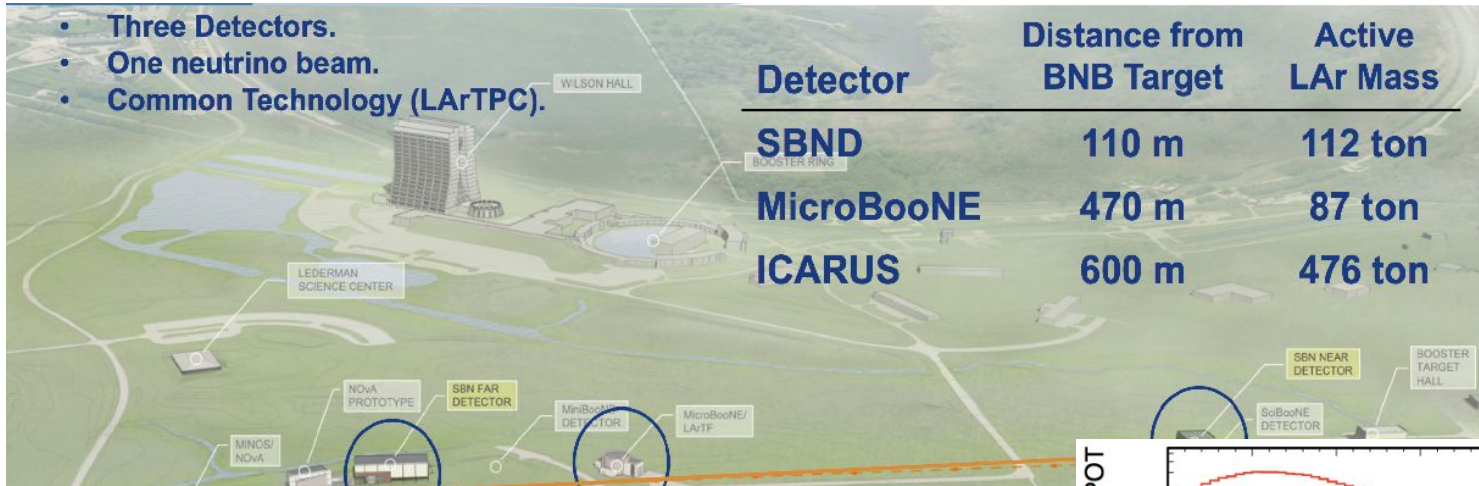 • Three Detectors.
• One neutrino beam.
• Common Technology (LArTPC).
Detector Distance from BNB Target Active LAr Mass
SBND 110 m 112 ton
MicroBooNE 470 m 87 ton
ICARUS 600 m 476 ton
WILSON HALL
BOOSTER RING
LEDERMAN
SCIENCE CENTER
NOvA
PROTOTYPE
SBN FAR
DETECTOR
MiniBooNE
DETECTOR
MicroBooNE/
LArTF
MINOS/
NOvA
SBN NEAR
DETECTOR
BOOSTER
TARGET
HALL
SciBooNE
DETECTOR
POT